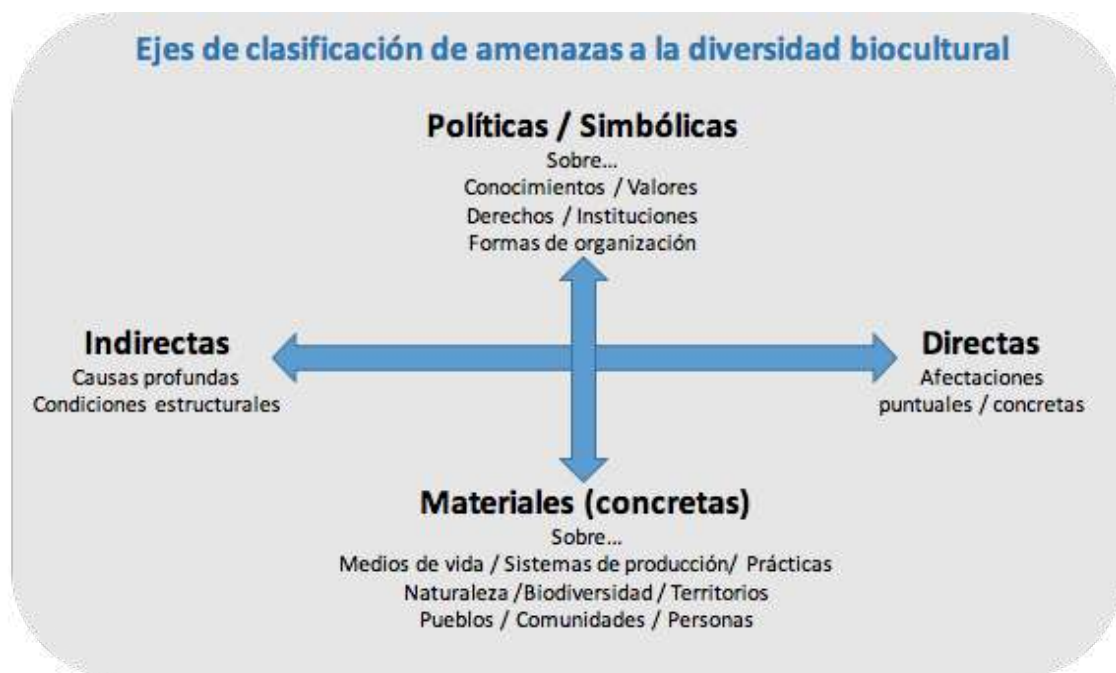 Ejes de clasificación de amenazas a la diversidad biocultural
Políticas / Simbólicas
Sobre...
Conocimientos / Valores
Derechos / Instituciones
Formas de organización
Indirectas
Causas profundas
Condiciones estructurales
Directas
Afectaciones
puntuales / concretas
Materiales (concretas)
Sobre...
Medios de vida / Sistemas de producción/ Prácticas
Naturaleza /Biodiversidad / Territorios
Pueblos / Comunidades / Personas